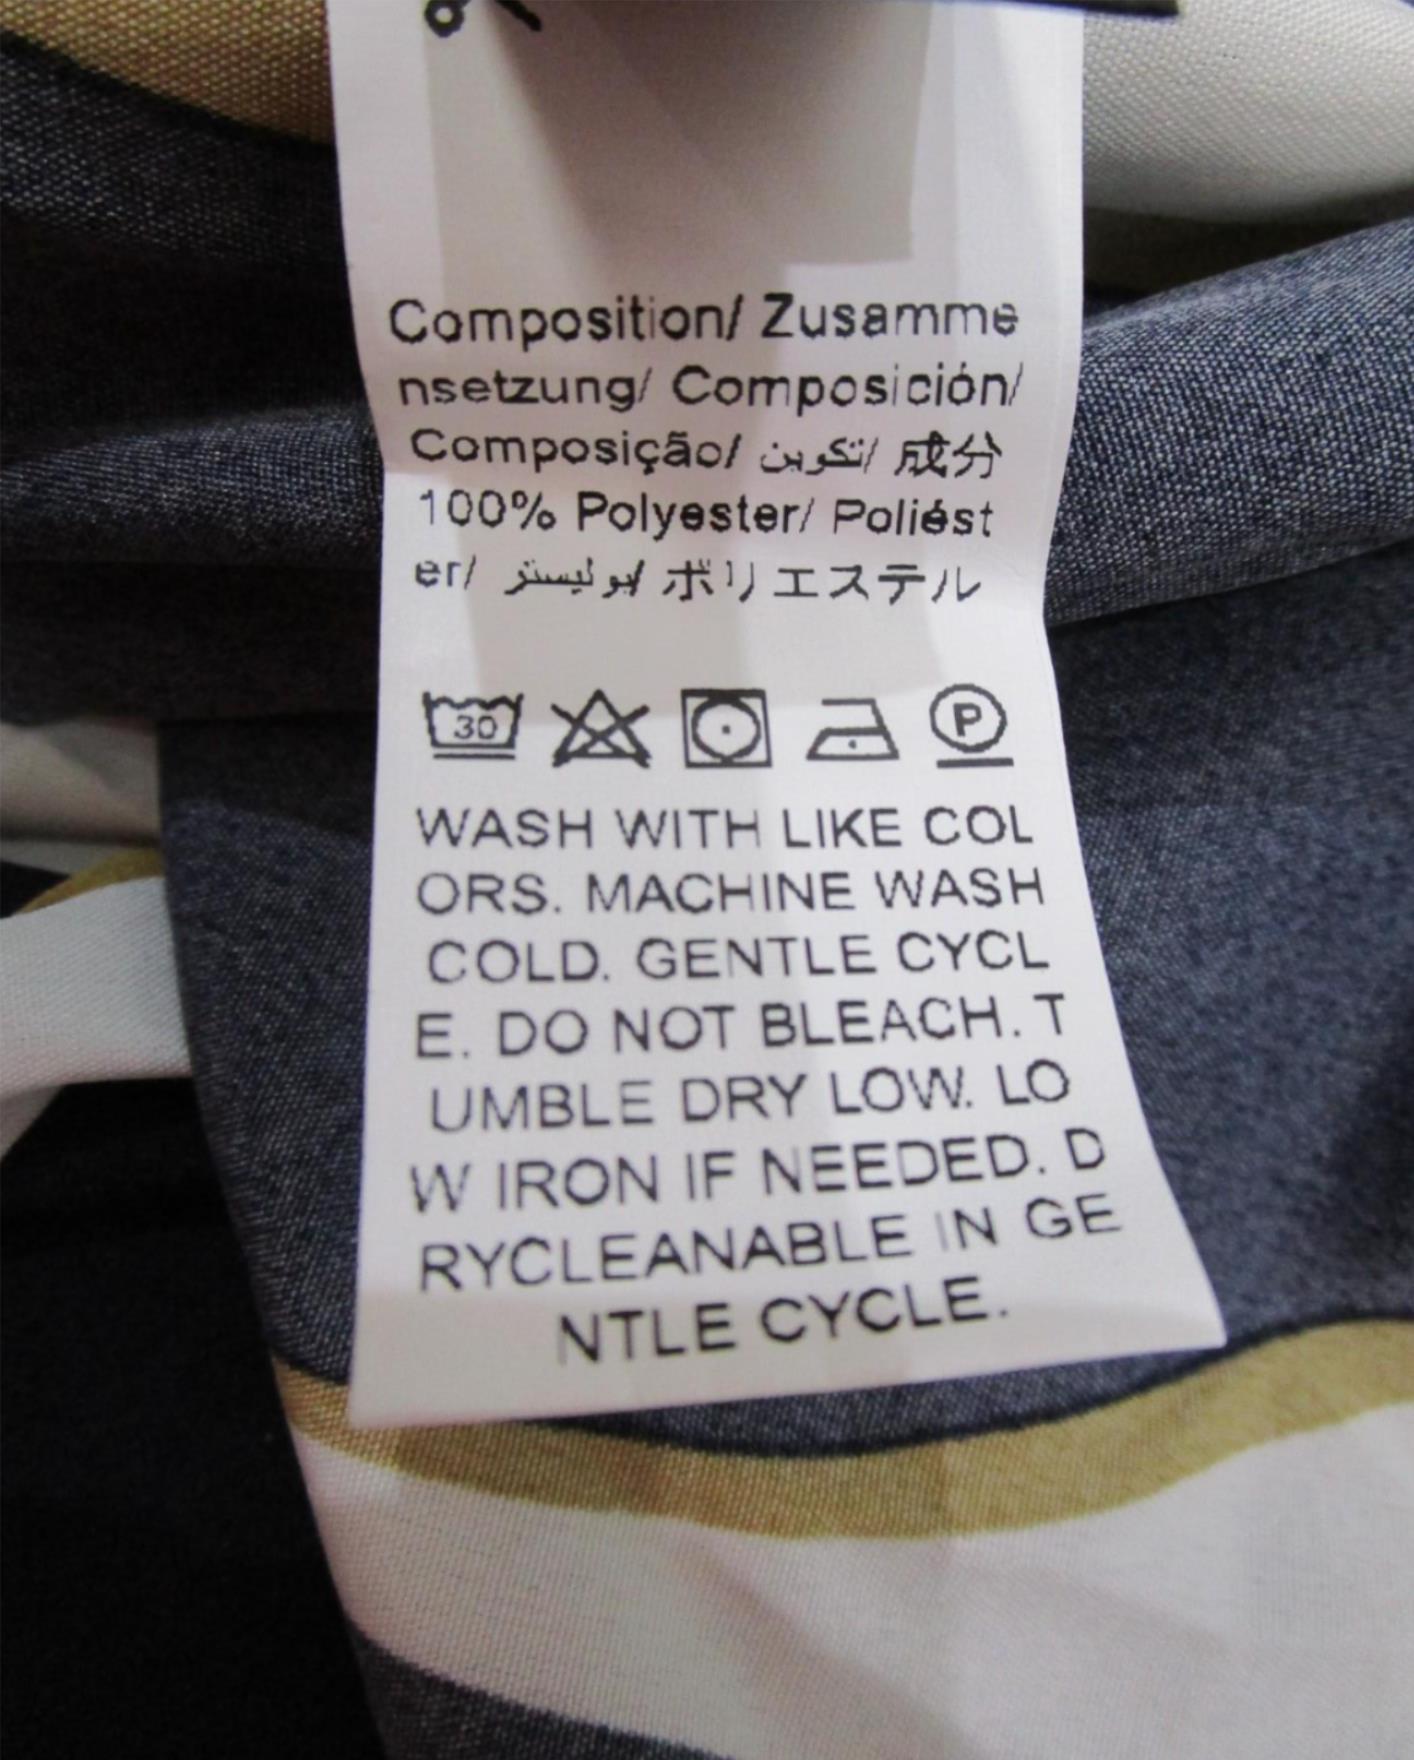 Composition/ Zusamme
nsetzung/ Composición/
Composição/ تكوين/ 成分
100% Polyester/ Poliést
er/ بوليستر/ ポリエステル
30 P
WASH WITH LIKE COL
ORS. MACHINE WASH
COLD. GENTLE CYCL
E. DO NOT BLEACH. T
UMBLE DRY LOW. LO
W IRON IF NEEDED. D
RYCLEANABLE IN GE
NTLE CYCLE.